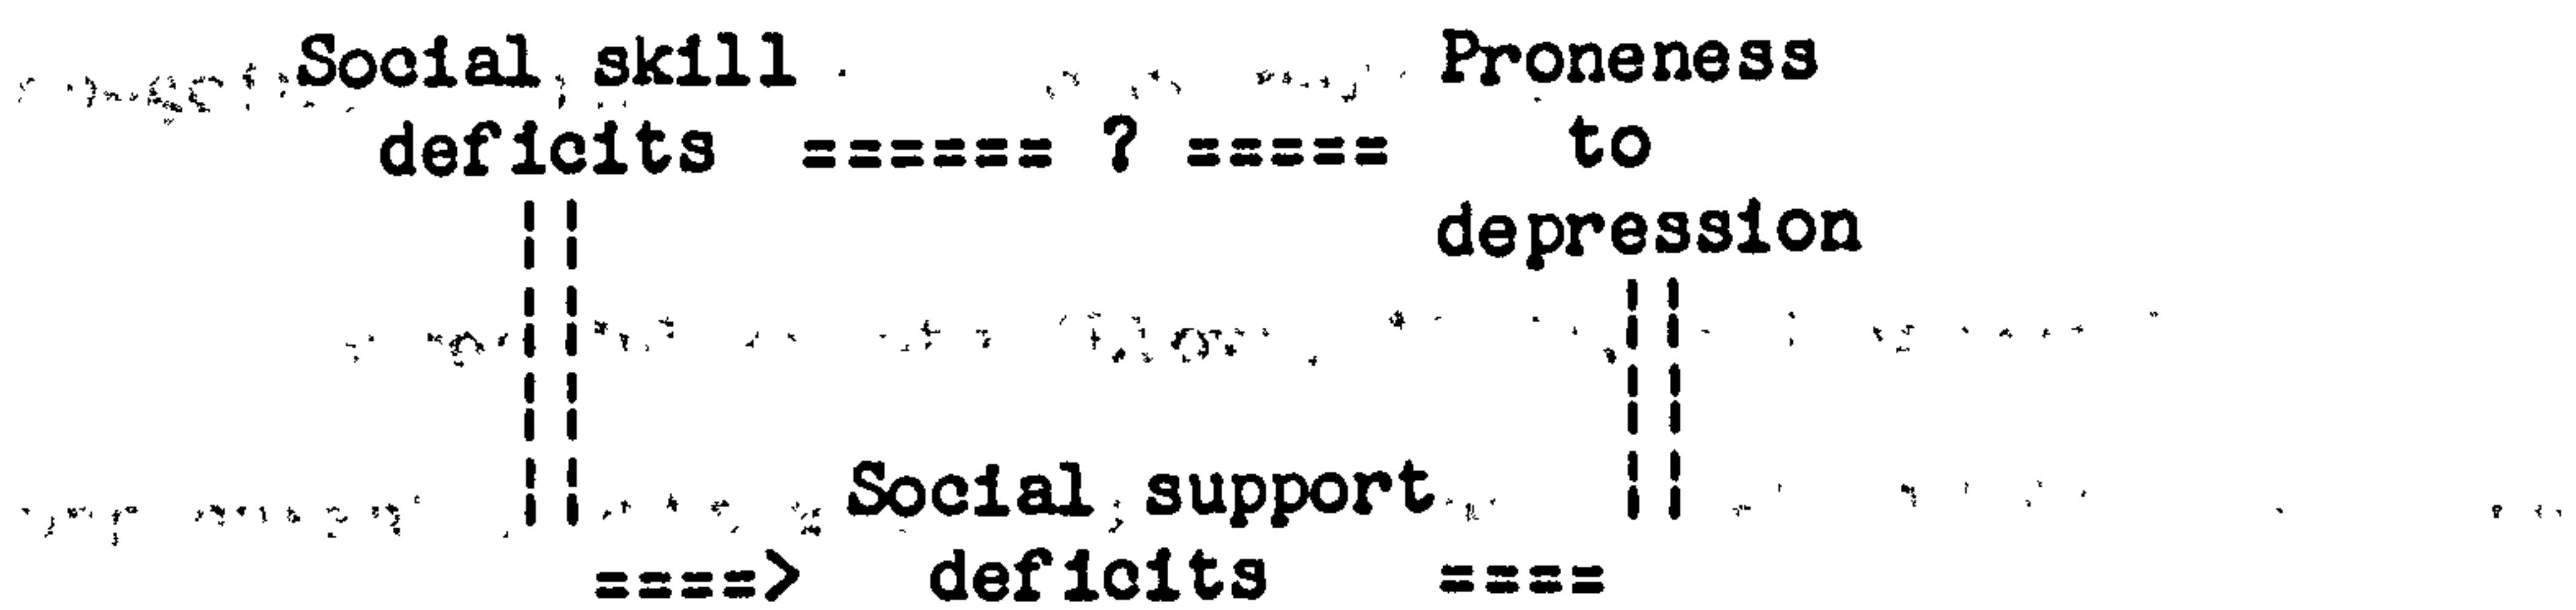 Social skill Proneness
deficits ====== ? ===== to
depression
Social support
====> deficits ====